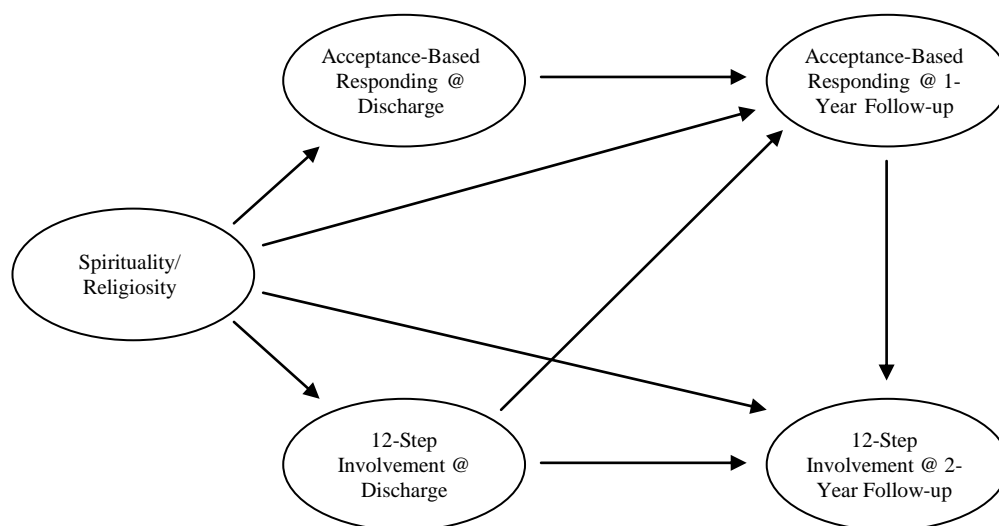 Acceptance-Based
Responding @
Discharge
Acceptance-Based
Responding @ 1-
Year Follow-up
Spirituality/
Religiosity
12-Step
Involvement @
Discharge
12-Step
Involvement @ 2-
Year Follow-up